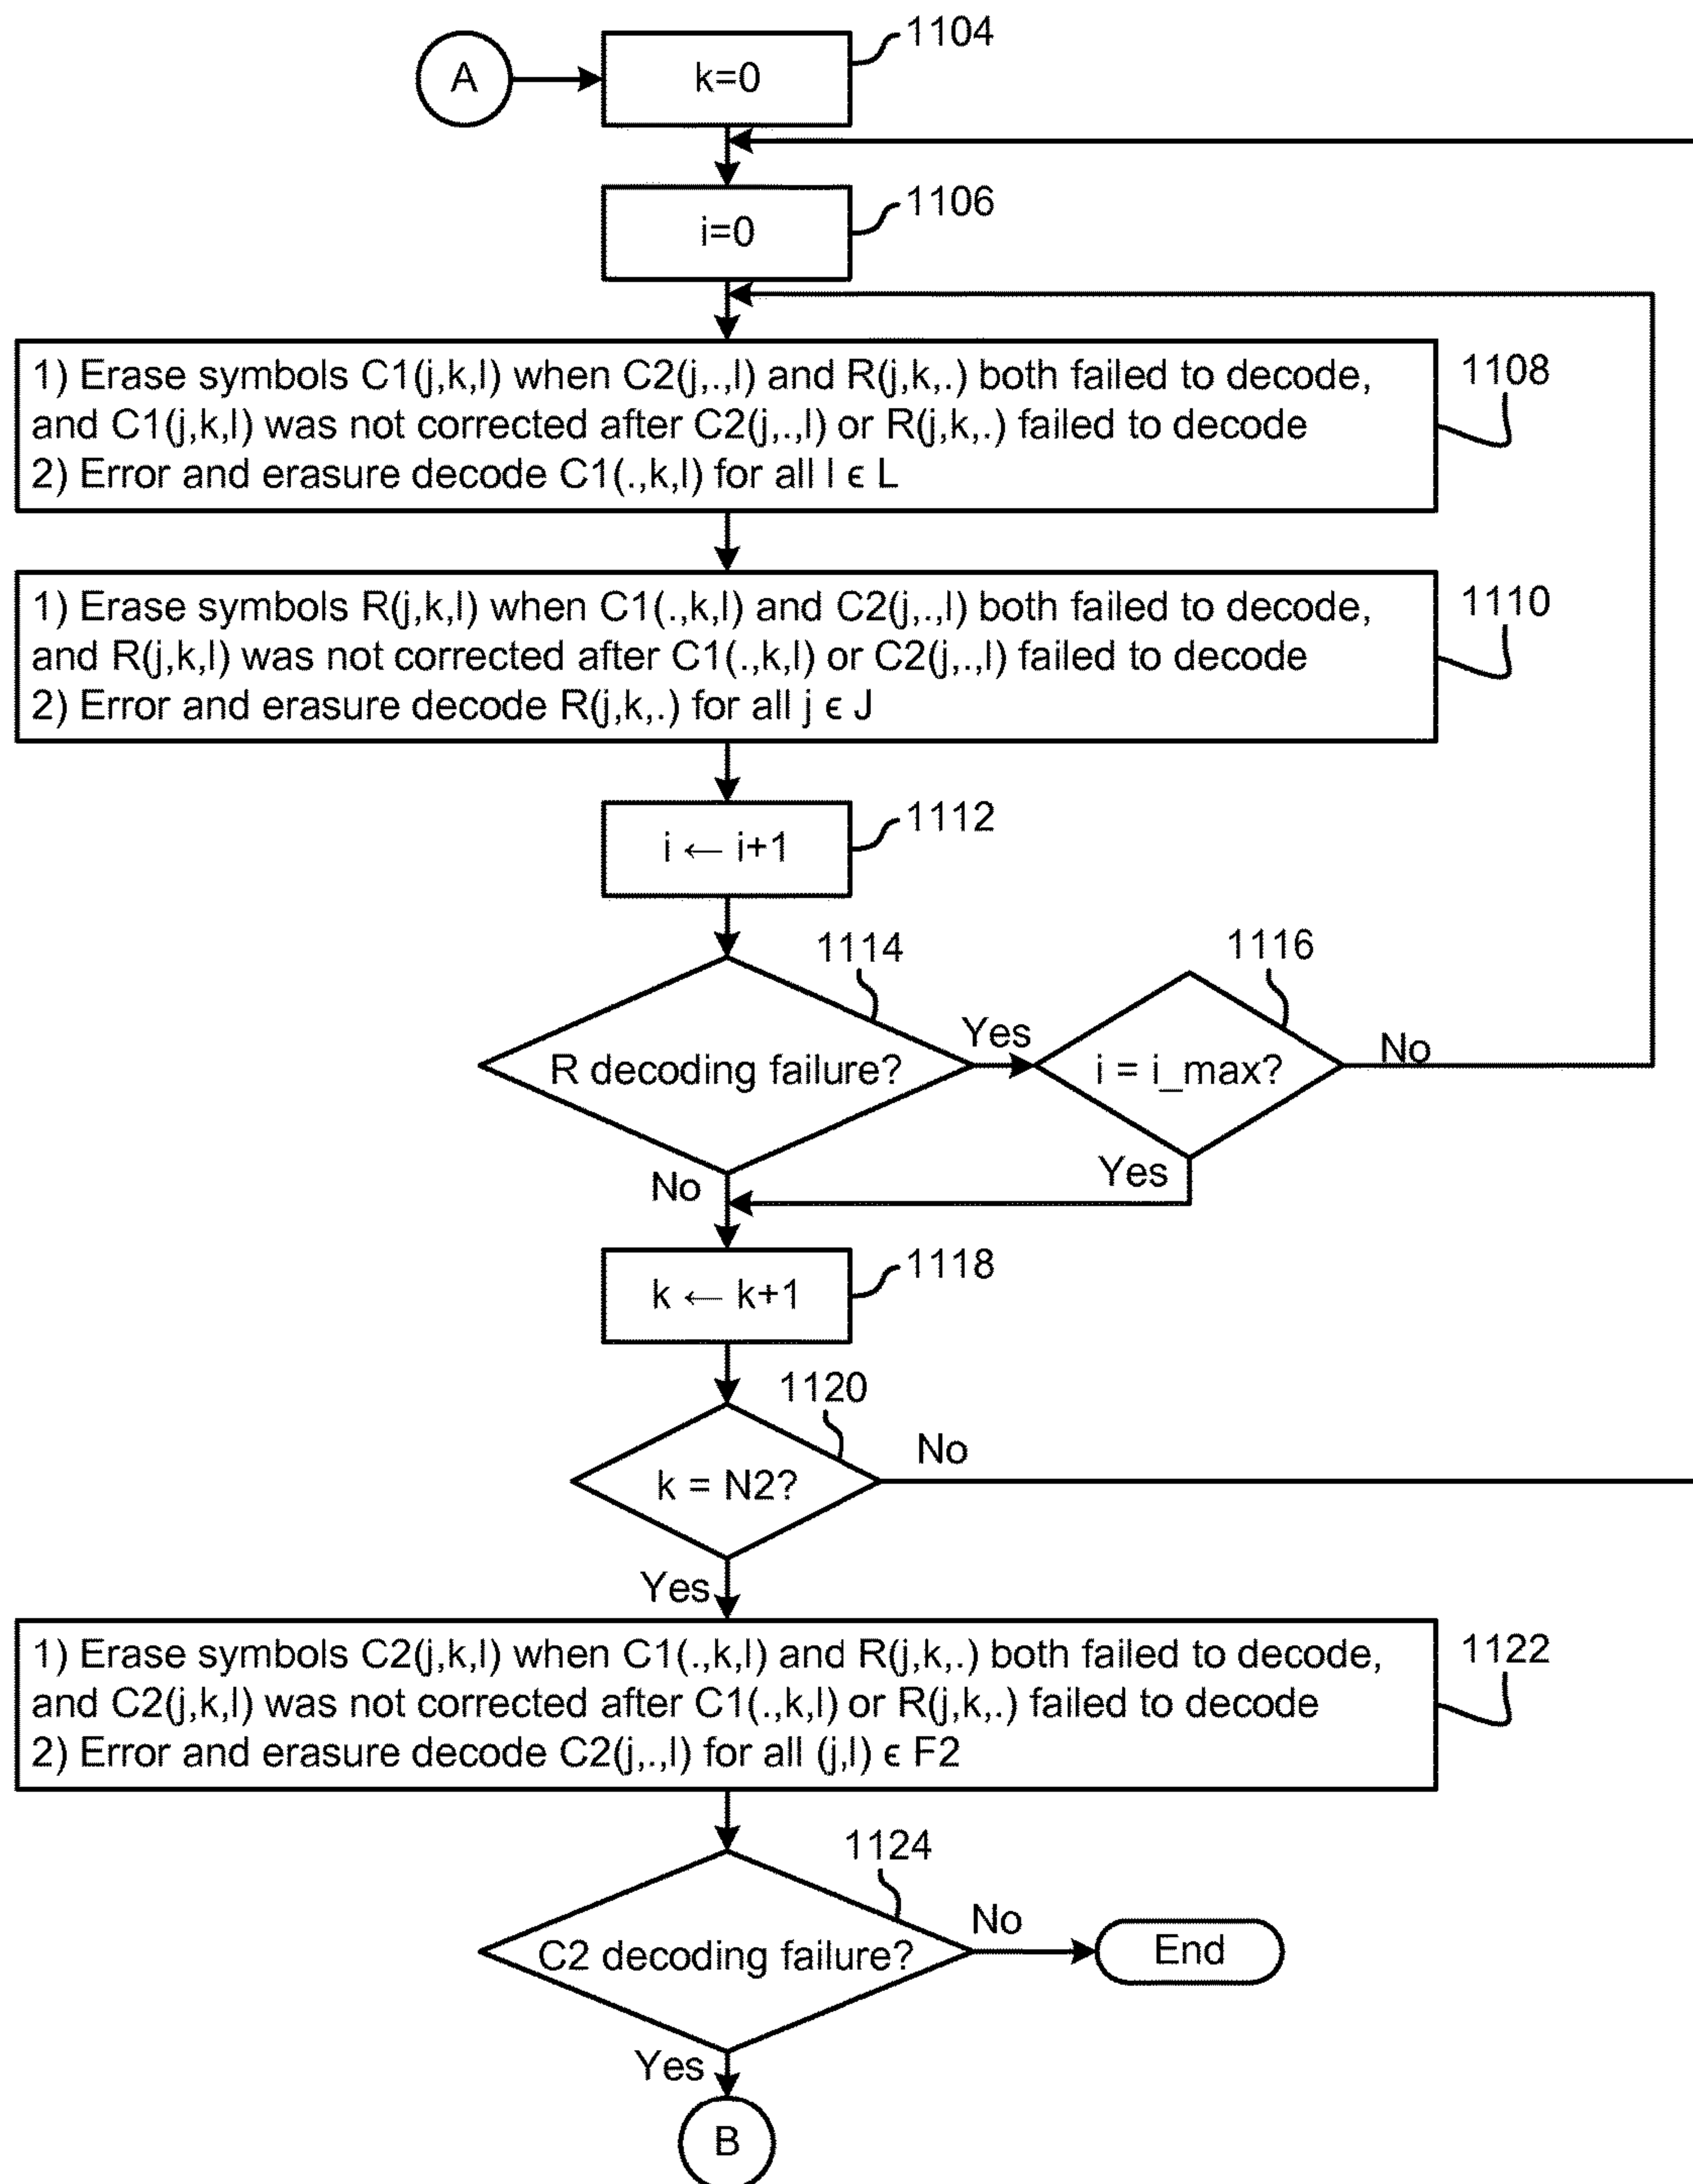 1104
A
k=0
1106
i=0
1) Erase symbols C1(j,k,l) when C2(j,.,l) and R(j,k,.) both failed to decode,
and C1(j,k,l) was not corrected after C2(j,.,l) or R(j,k,.) failed to decode
2) Error and erasure decode C1(.,k,l) for all l ϵ L
1108
1) Erase symbols R(j,k,l) when C1(.,k,l) and C2(j,.,l) both failed to decode,
and R(j,k,l) was not corrected after C1(.,k,l) or C2(j,.,l) failed to decode
2) Error and erasure decode R(j,k,.) for all j ϵ J
1110
1112
i ← i+1
1114
1116
R decoding failure?
Yes
i = i_max?
No
No
Yes
1118
k ← k+1
1120
k = N2?
No
Yes
1) Erase symbols C2(j,k,l) when C1(.,k,l) and R(j,k,.) both failed to decode,
and C2(j,k,l) was not corrected after C1(.,k,l) or R(j,k,.) failed to decode
2) Error and erasure decode C2(j,.,l) for all (j,l) ϵ F2
1122
1124
C2 decoding failure?
No
End
Yes
B